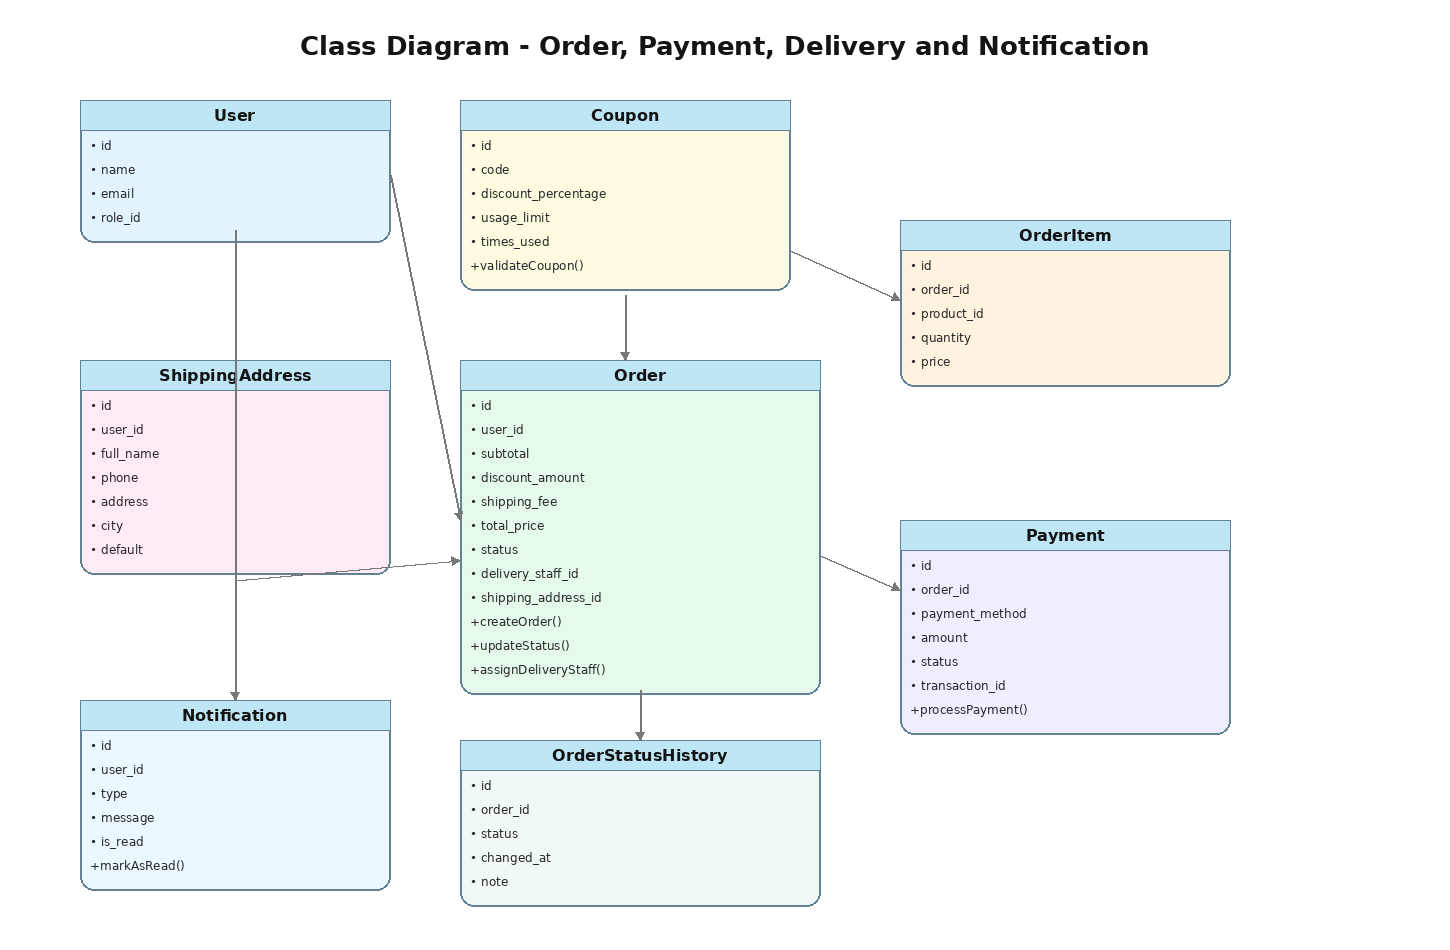 Class Diagram - Order, Payment, Delivery and Notification
User
• id
• name
• email
• role_id
Coupon
• id
• code
• discount_percentage
• usage_limit
• times_used
+validateCoupon()
OrderItem
• id
• order_id
• product_id
• quantity
• price
ShippingAddress
• id
• user_id
• full_name
• phone
• address
• city
• default
Order
• id
• user_id
• subtotal
• discount_amount
• shipping_fee
• total_price
• status
• delivery_staff_id
• shipping_address_id
+createOrder()
+updateStatus()
+assignDeliveryStaff()
Payment
• id
• order_id
• payment_method
• amount
• status
• transaction_id
+processPayment()
Notification
• id
• user_id
• type
• message
• is_read
+markAsRead()
OrderStatusHistory
• id
• order_id
• status
• changed_at
• note